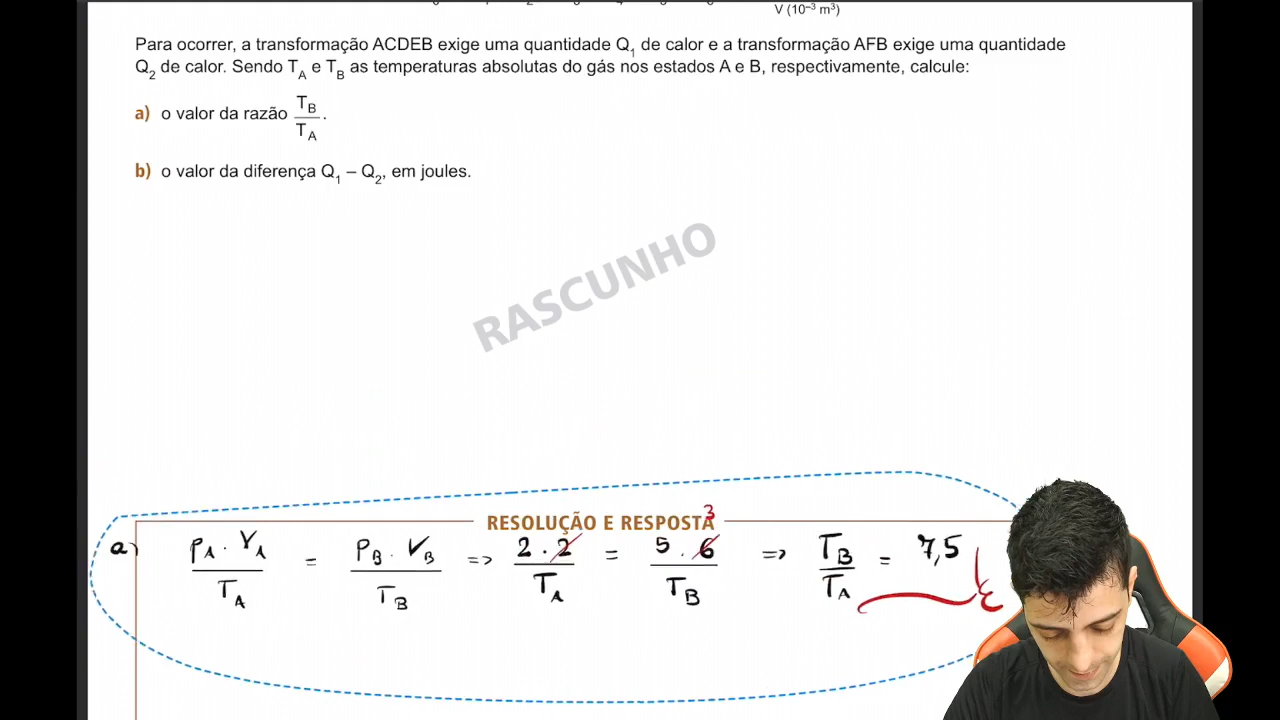 V (10⁻³ m³)
Para ocorrer, a transformação ACDEB exige uma quantidade Q₁ de calor e a transformação AFB exige uma quantidade
Q₂ de calor. Sendo T_A e T_B as temperaturas absolutas do gás nos estados A e B, respectivamente, calcule:
a) o valor da razão T_B/T_A.
b) o valor da diferença Q₁ – Q₂, em joules.
RASCUNHO
RESOLUÇÃO E RESPOSTA
3
a) P_A . V_A / T_A = P_B . V_B / T_B => 2 . 2 / T_A = 5 . 6 / T_B => T_B / T_A = 7,5